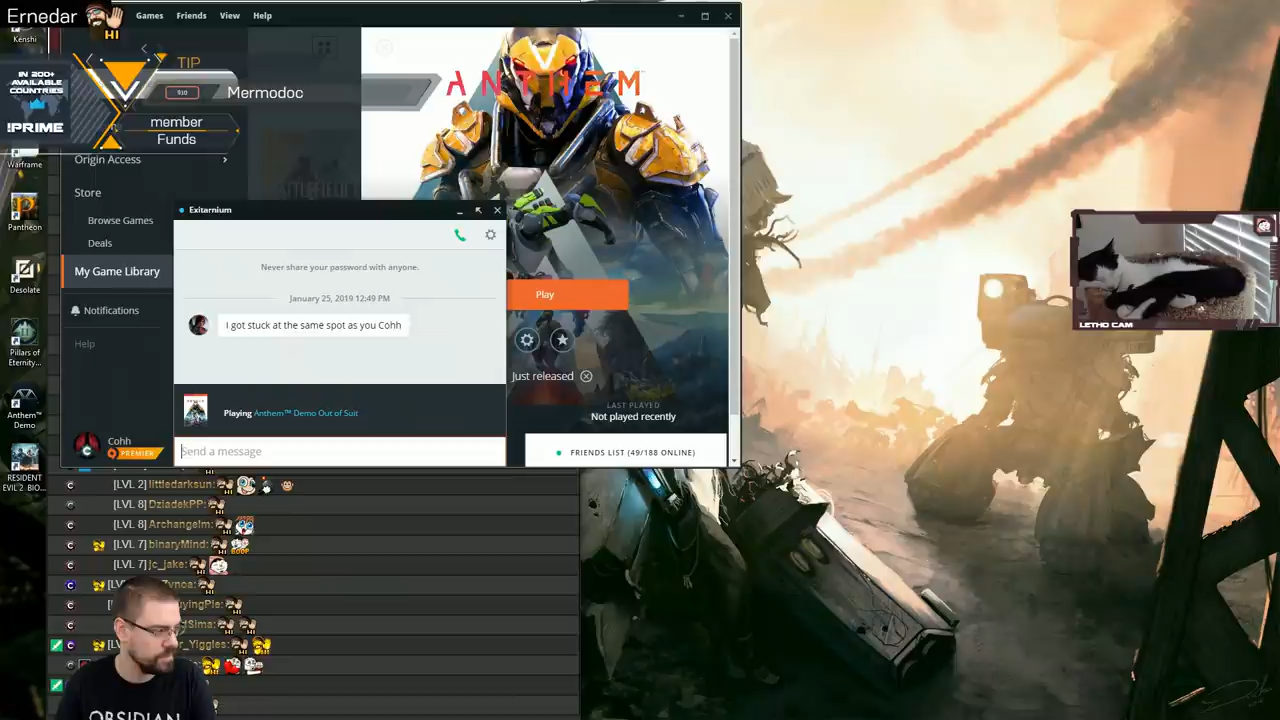 Ernedar
HI
Games Friends View Help
Kenshi
TIP
IN 200+
AVAILABLE
COUNTRIES
!PRIME
910
Mermodoc
member
Funds
ANTHEM
Warframe
Origin Access
Store
Browse Games
Deals
My Game Library
Notifications
Help
Pantheon
Desolate
Pillars of
Eternity...
Anthem™
Demo
RESIDENT
EVIL 2: BIO...
Exitarnium
Never share your password with anyone.
January 25, 2019 12:49 PM
I got stuck at the same spot as you Cohh
Playing Anthem™ Demo Out of Suit
Send a message
Play
Just released
LAST PLAYED
Not played recently
FRIENDS LIST (49/188 ONLINE)
Cohh
PREMIER
LETHO CAM
[LVL 2] littledarksun:
[LVL 8] DziadekPP:
[LVL 8] Archangelm:
[LVL 7] binaryMind:
[LVL 7] jc_jake:
OBSIDIAN